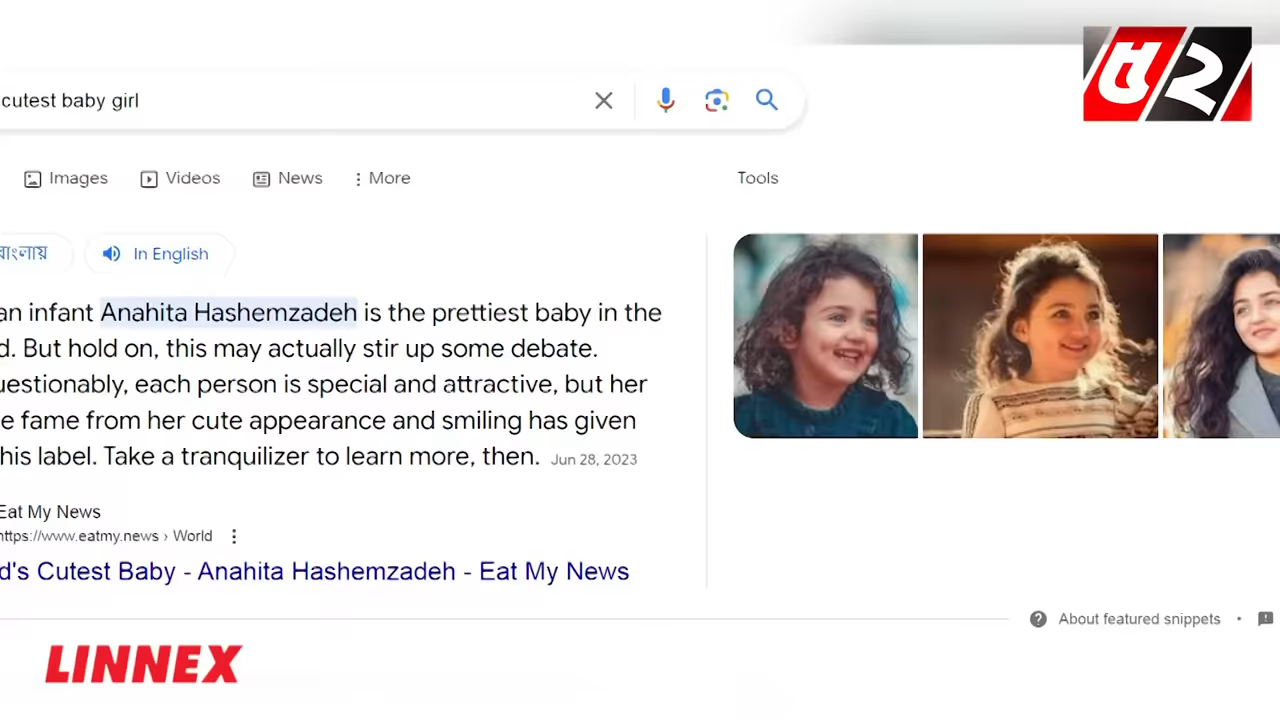 cutest baby girl
Images Videos News More Tools
বাংলায় In English
an infant Anahita Hashemzadeh is the prettiest baby in the
d. But hold on, this may actually stir up some debate.
uestionably, each person is special and attractive, but her
e fame from her cute appearance and smiling has given
his label. Take a tranquilizer to learn more, then. Jun 28, 2023
Eat My News
https://www.eatmy.news › World
d's Cutest Baby - Anahita Hashemzadeh - Eat My News
About featured snippets •
LINNEX